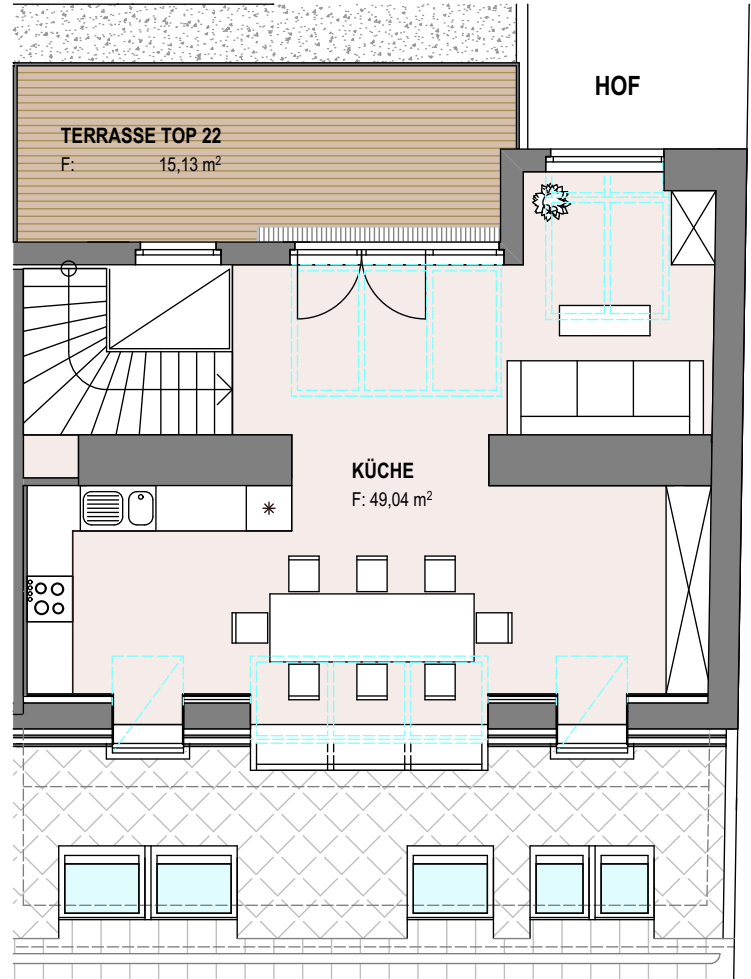 HOF
TERRASSE TOP 22
F: 15,13 m²
KÜCHE
F: 49,04 m²